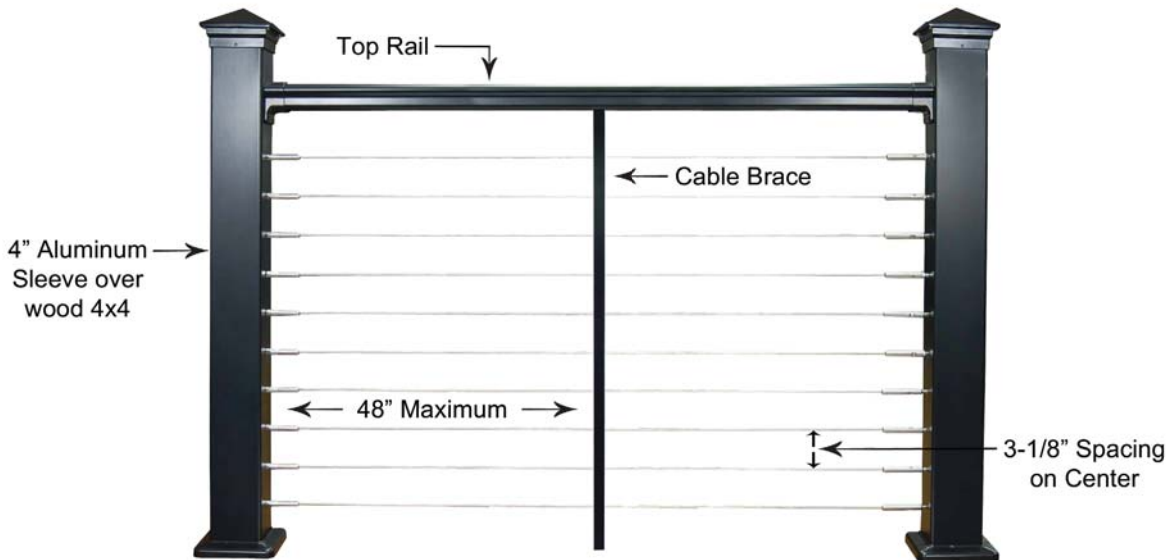 Top Rail
Cable Brace
4” Aluminum
Sleeve over
wood 4x4
48” Maximum
3-1/8” Spacing
on Center